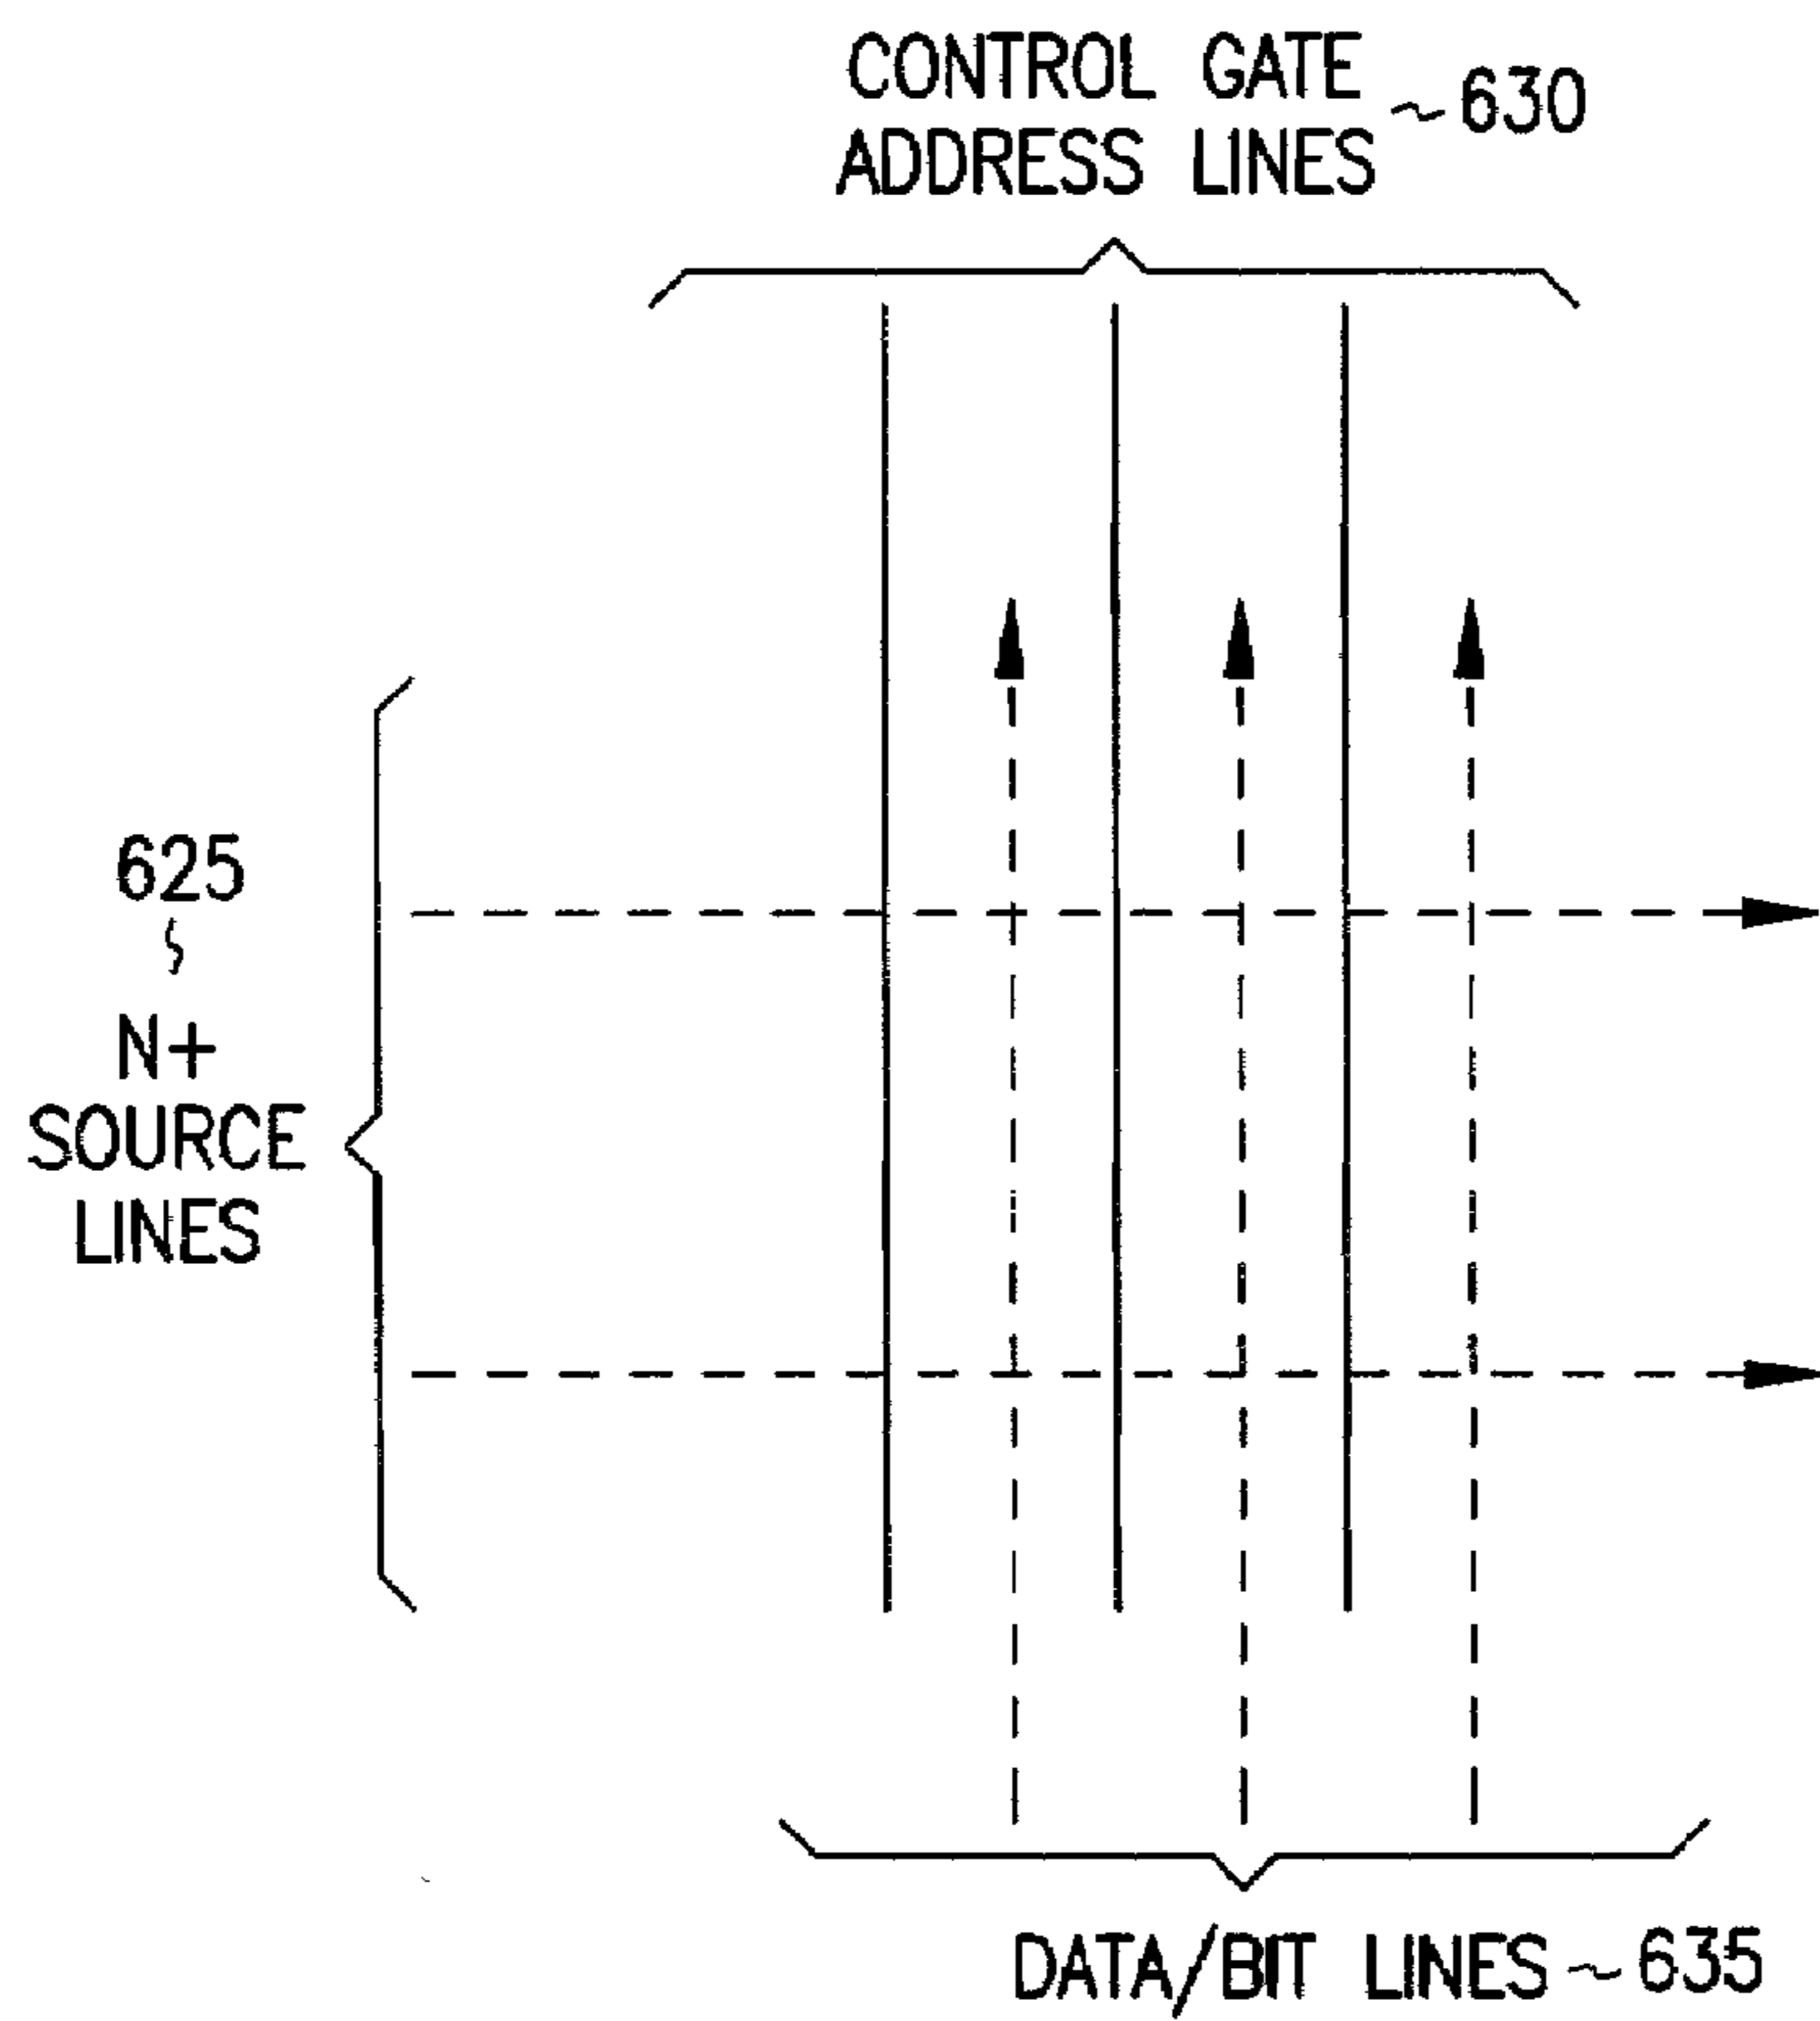 CONTROL GATE
ADDRESS LINES ~630
625
N+
SOURCE
LINES
DATA/BIT LINES ~635